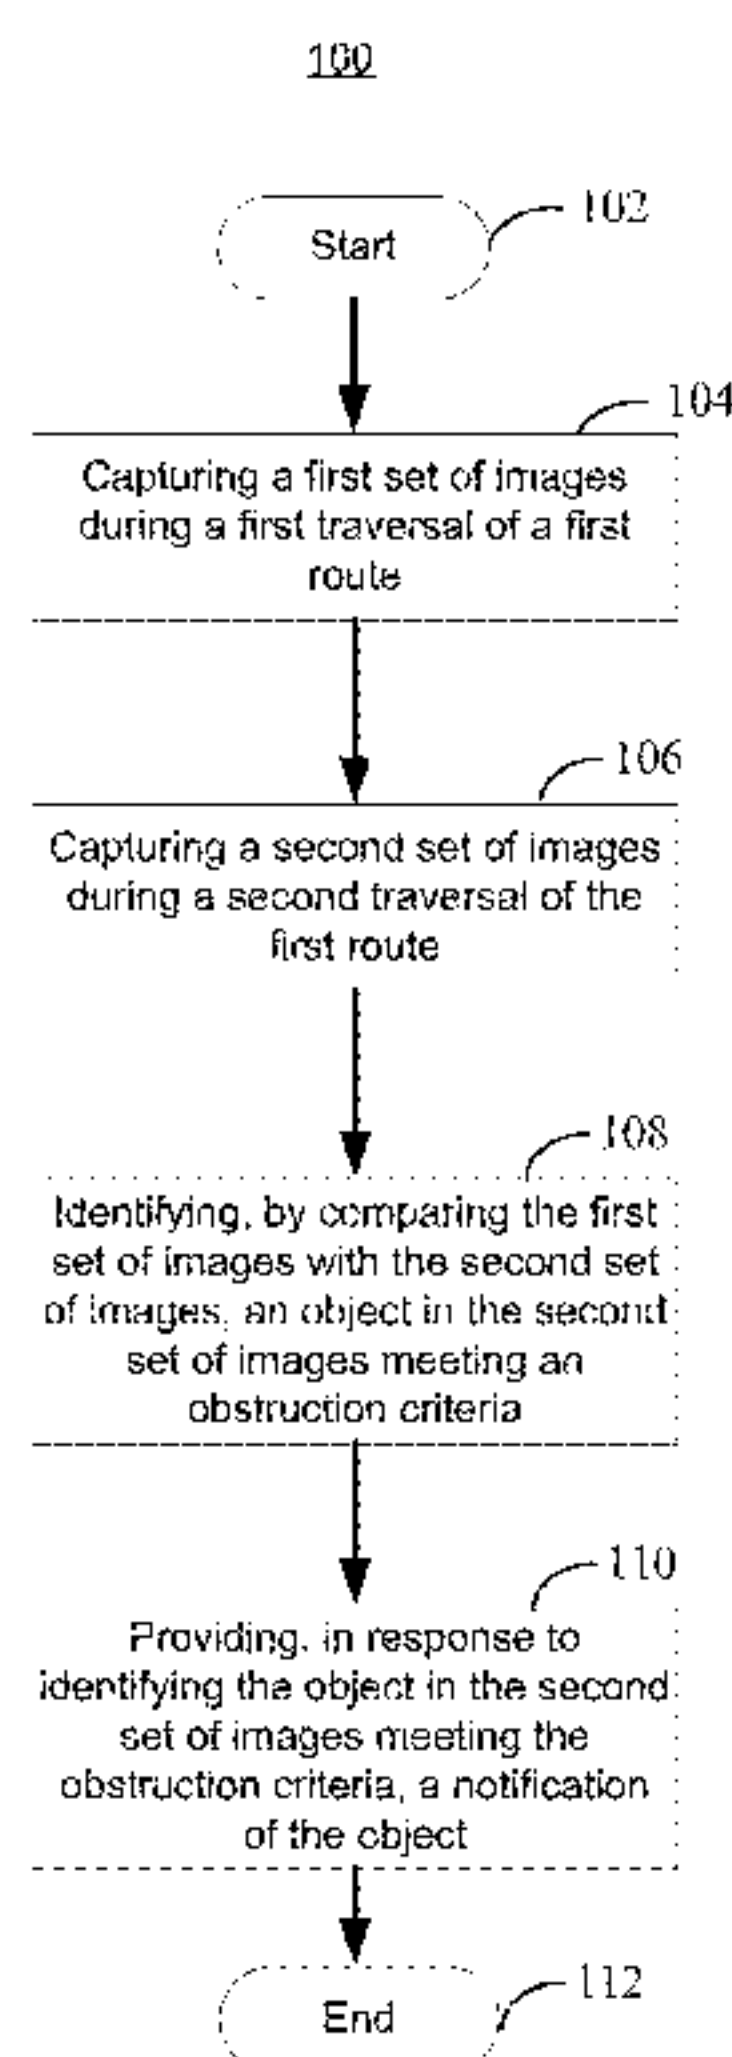 100
102
Start
104
Capturing a first set of images
during a first traversal of a first
route
106
Capturing a second set of images
during a second traversal of the
first route
108
Identifying, by comparing the first
set of images with the second set
of images, an object in the second
set of images meeting an
obstruction criteria
110
Providing, in response to
identifying the object in the second
set of images meeting the
obstruction criteria, a notification
of the object
112
End